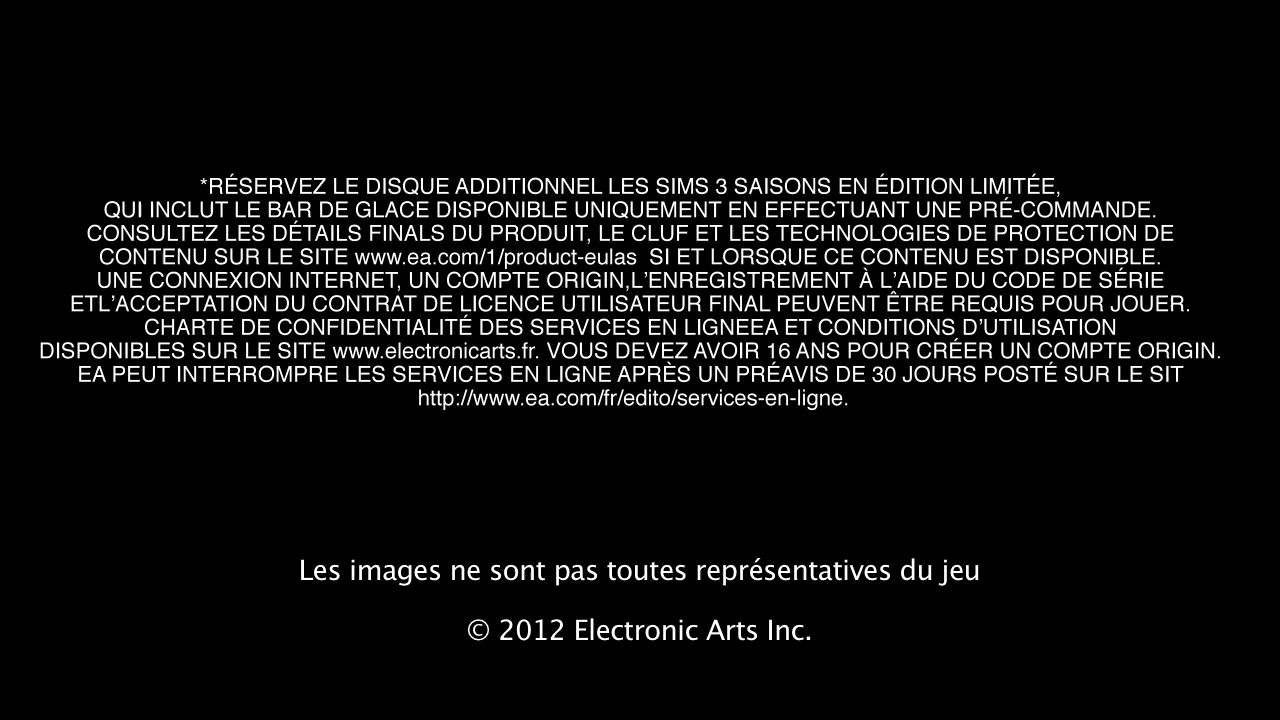 *RÉSERVEZ LE DISQUE ADDITIONNEL LES SIMS 3 SAISONS EN ÉDITION LIMITÉE,
QUI INCLUT LE BAR DE GLACE DISPONIBLE UNIQUEMENT EN EFFECTUANT UNE PRÉ-COMMANDE.
CONSULTEZ LES DÉTAILS FINALS DU PRODUIT, LE CLUF ET LES TECHNOLOGIES DE PROTECTION DE
CONTENU SUR LE SITE www.ea.com/1/product-eulas  SI ET LORSQUE CE CONTENU EST DISPONIBLE.
UNE CONNEXION INTERNET, UN COMPTE ORIGIN,L’ENREGISTREMENT À L’AIDE DU CODE DE SÉRIE
ETL’ACCEPTATION DU CONTRAT DE LICENCE UTILISATEUR FINAL PEUVENT ÊTRE REQUIS POUR JOUER.
CHARTE DE CONFIDENTIALITÉ DES SERVICES EN LIGNEEA ET CONDITIONS D’UTILISATION
DISPONIBLES SUR LE SITE www.electronicarts.fr. VOUS DEVEZ AVOIR 16 ANS POUR CRÉER UN COMPTE ORIGIN.
EA PEUT INTERROMPRE LES SERVICES EN LIGNE APRÈS UN PRÉAVIS DE 30 JOURS POSTÉ SUR LE SIT
http://www.ea.com/fr/edito/services-en-ligne.
Les images ne sont pas toutes représentatives du jeu
© 2012 Electronic Arts Inc.